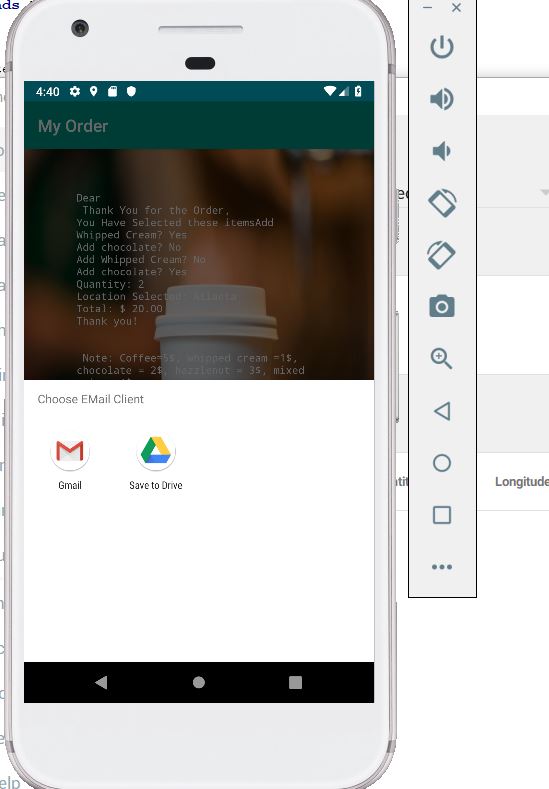 ds
4:40
My Order
Dear
Thank You for the Order,
You Have Selected these itemsAdd
Whipped Cream? Yes
Add chocolate? No
Add Whipped Cream? No
Add chocolate? Yes
Quantity: 2
Location Selected: Atlanta
Total: $ 20.00
Thank you!
Note: Coffee=5$, whipped cream =1$,
chocolate = 2$, hazzlenut = 3$, mixed
Choose EMail Client
Gmail
Save to Drive
Longitude
elp